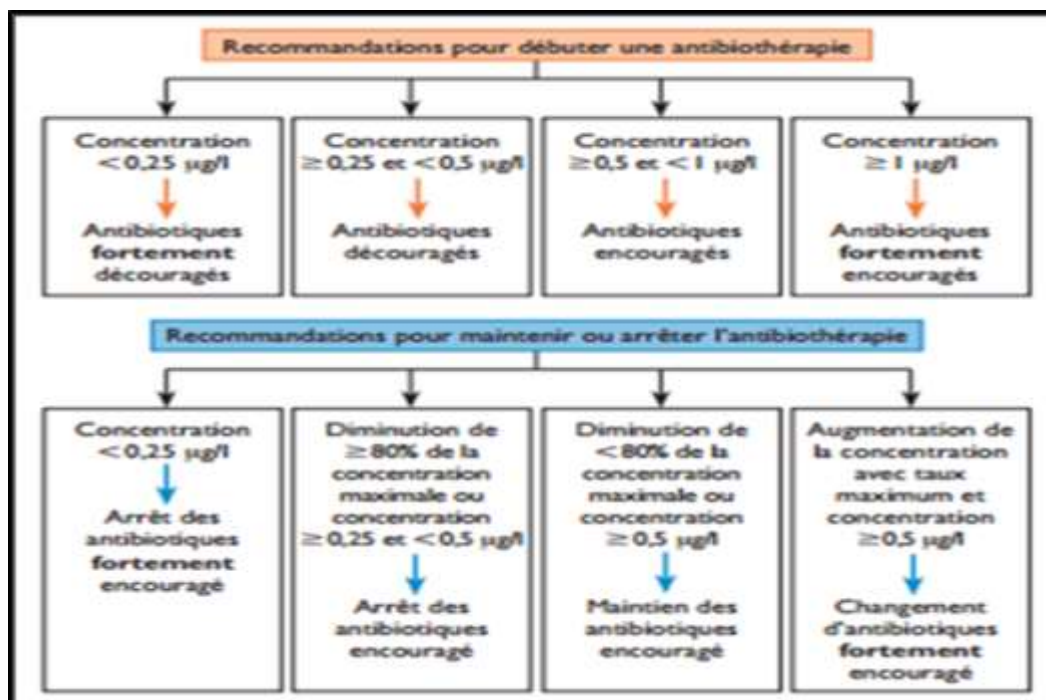 Recommandations pour débuter une antibiothérapie
Concentration
<0,25 µg/l
Antibiotiques
fortement
découragés
Concentration
≥0,25 et <0,5 µg/l
Antibiotiques
découragés
Concentration
≥0,5 et <1 µg/l
Antibiotiques
encouragés
Concentration
≥1 µg/l
Antibiotiques
fortement
encouragés
Recommandations pour maintenir ou arrêter l'antibiothérapie
Concentration
<0,25 µg/l
Arrêt des
antibiotiques
fortement
encouragé
Diminution de
≥80% de la
concentration
maximale ou
concentration
≥0,25 et <0,5 µg/l
Arrêt des
antibiotiques
encouragé
Diminution de
<80% de la
concentration
maximale ou
concentration
≥0,5 µg/l
Maintien des
antibiotiques
encouragé
Augmentation de
la concentration
avec taux
maximum et
concentration
≥0,5 µg/l
Changement
d'antibiotiques
fortement
encouragé